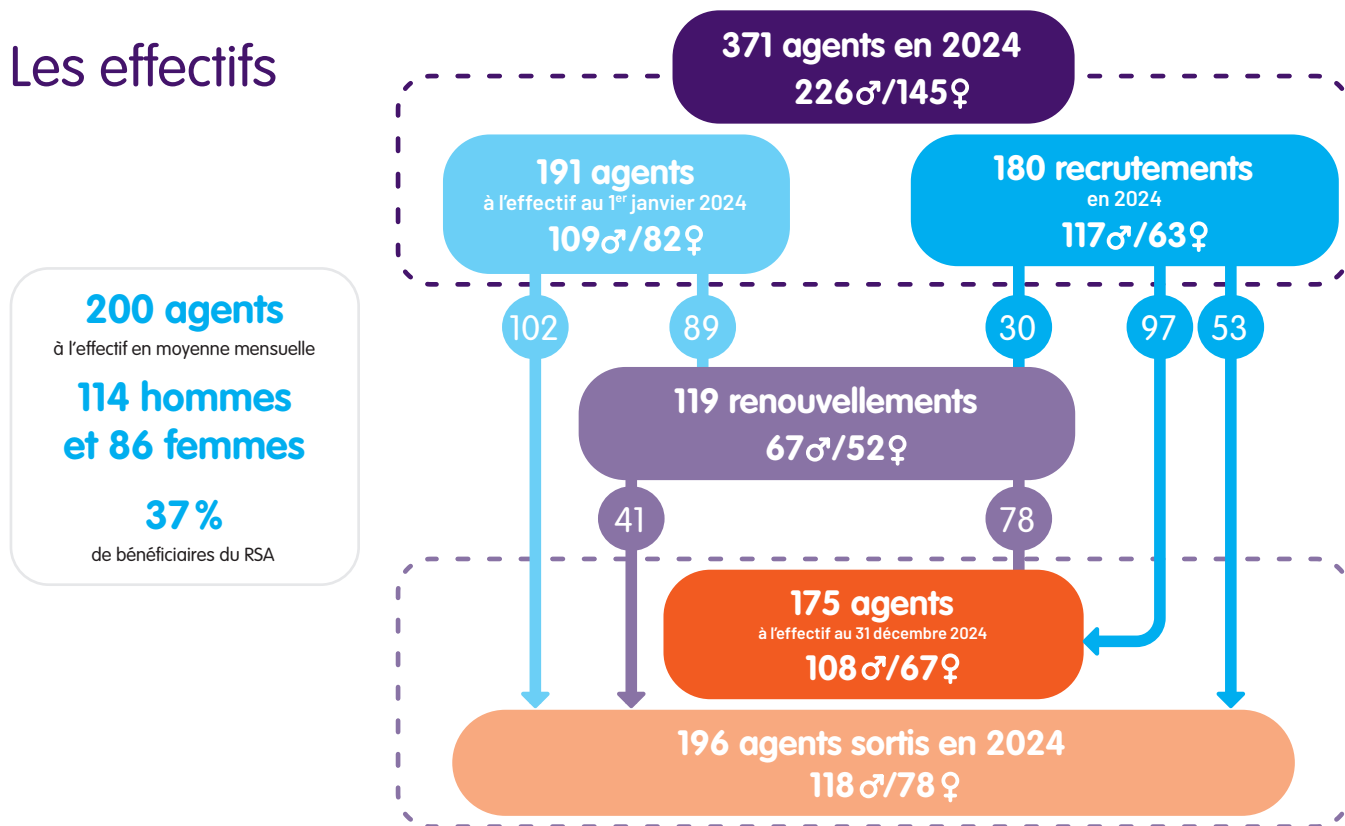 Les effectifs
371 agents en 2024
226♂/145♀
191 agents
à l'effectif au 1er janvier 2024
109♂/82♀
180 recrutements
en 2024
117♂/63♀
200 agents
à l'effectif en moyenne mensuelle
114 hommes
et 86 femmes
37 %
de bénéficiaires du RSA
102
89
30
97
53
119 renouvellements
67♂/52♀
41
78
175 agents
à l'effectif au 31 décembre 2024
108♂/67♀
196 agents sortis en 2024
118♂/78♀